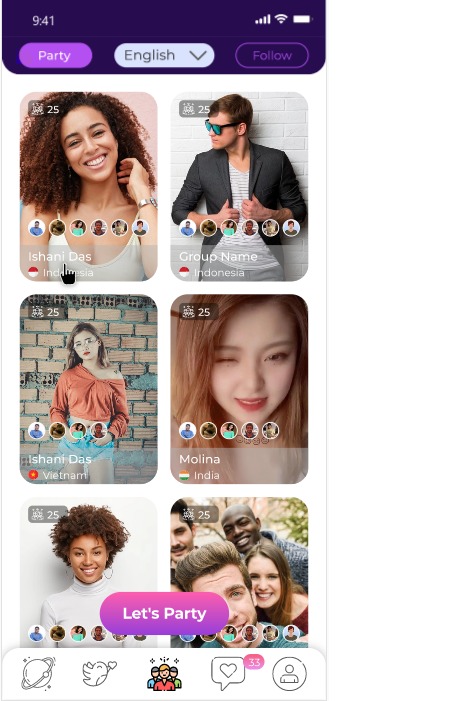 9:41
Party
English
Follow
25
25
Ishani Das
Indonesia
Group Name
Indonesia
25
25
Ishani Das
Vietnam
Molina
India
25
25
Let's Party
33